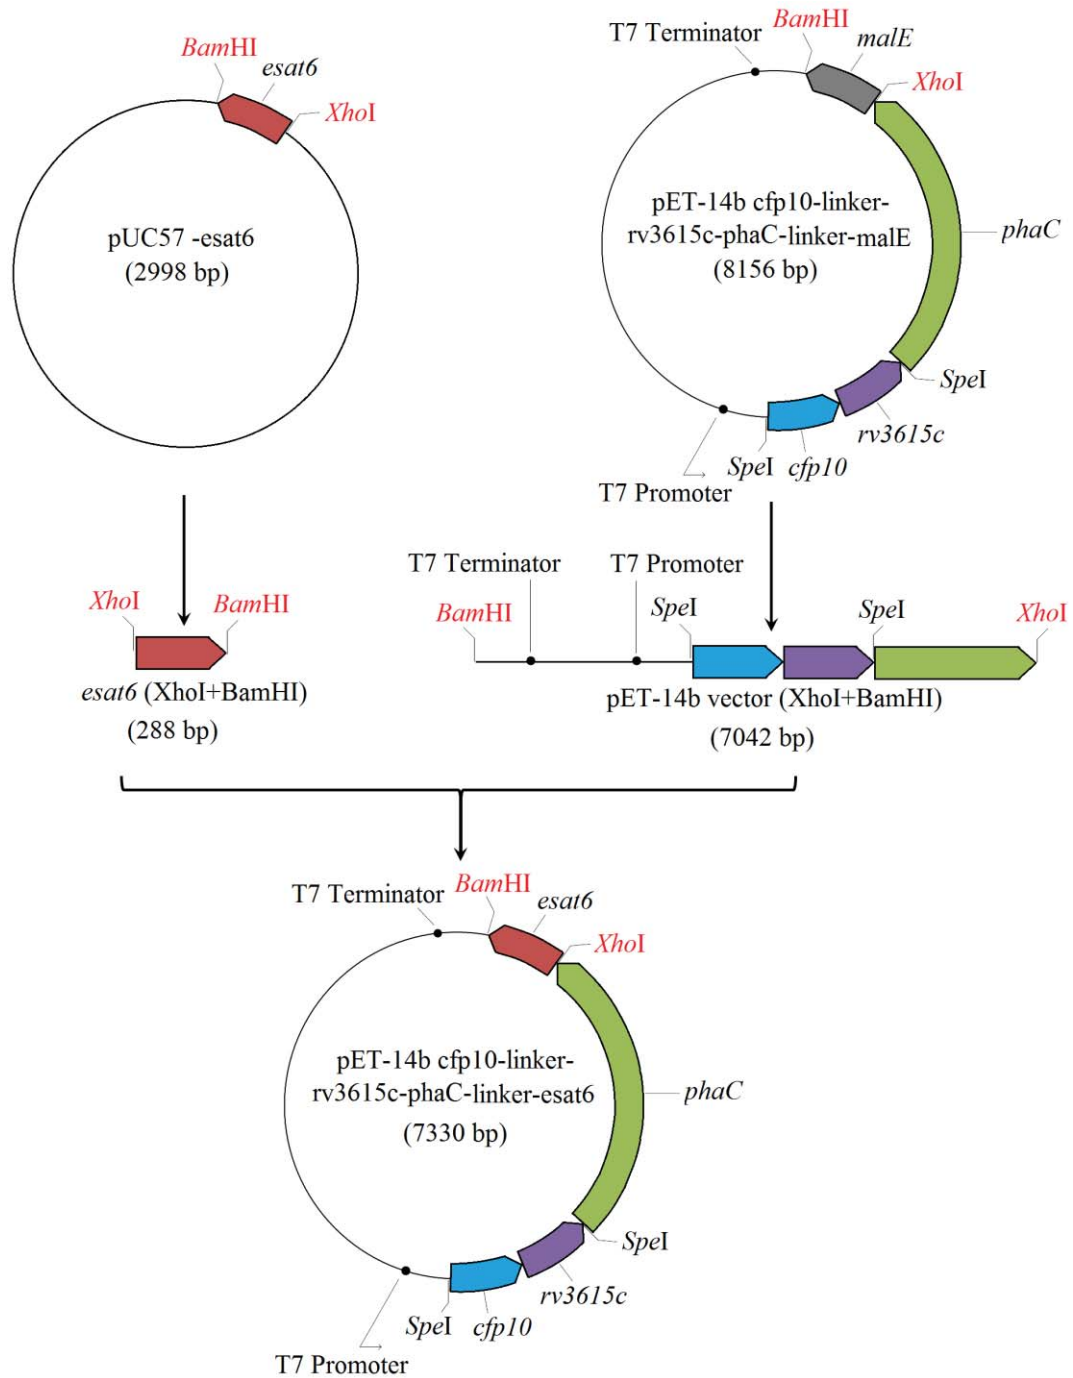 BamHI
esat6
XhoI
pUC57 -esat6
(2998 bp)
T7 Terminator
BamHI
malE
XhoI
pET-14b cfp10-linker-
rv3615c-phaC-linker-malE
(8156 bp)
phaC
SpeI
rv3615c
SpeI
cfp10
T7 Promoter
XhoI
BamHI
esat6 (XhoI+BamHI)
(288 bp)
T7 Terminator
T7 Promoter
BamHI
SpeI
SpeI
XhoI
pET-14b vector (XhoI+BamHI)
(7042 bp)
T7 Terminator
BamHI
esat6
XhoI
pET-14b cfp10-linker-
rv3615c-phaC-linker-esat6
(7330 bp)
phaC
SpeI
rv3615c
SpeI
cfp10
T7 Promoter